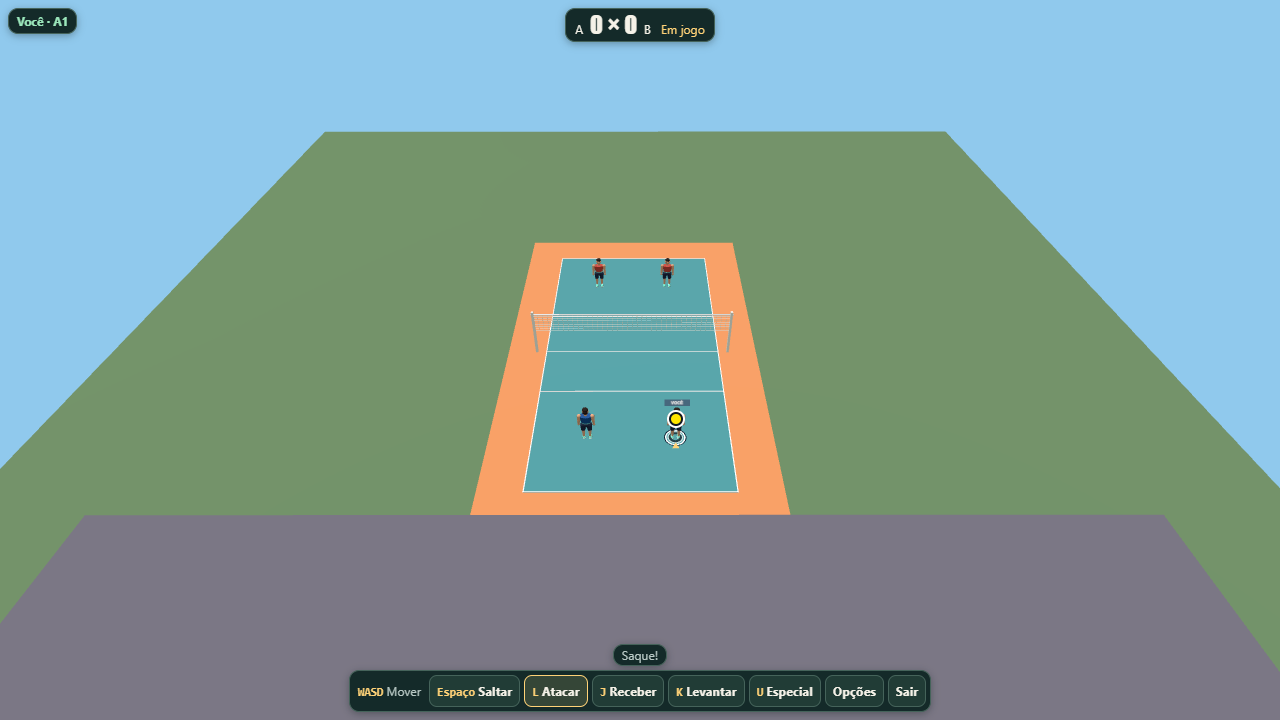 Você · A1
A 0 × 0 B Em jogo
você
Saque!
WASD Mover Espaço Saltar L Atacar J Receber K Levantar U Especial Opções Sair